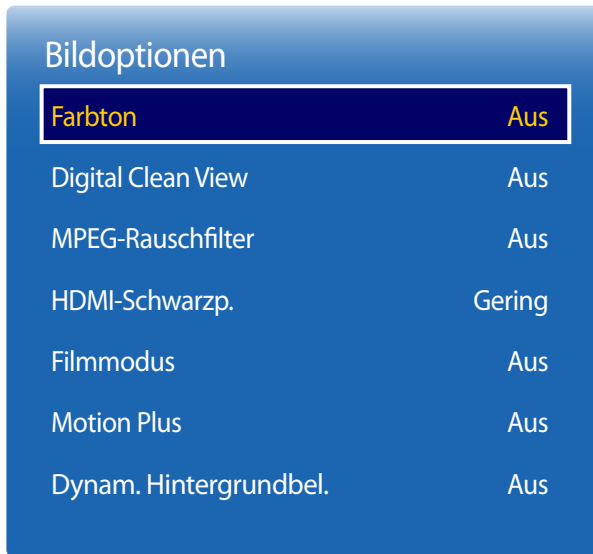 Bildoptionen
Farbton Aus
Digital Clean View Aus
MPEG-Rauschfilter Aus
HDMI-Schwarzp. Gering
Filmmodus Aus
Motion Plus Aus
Dynam. Hintergrundbel. Aus